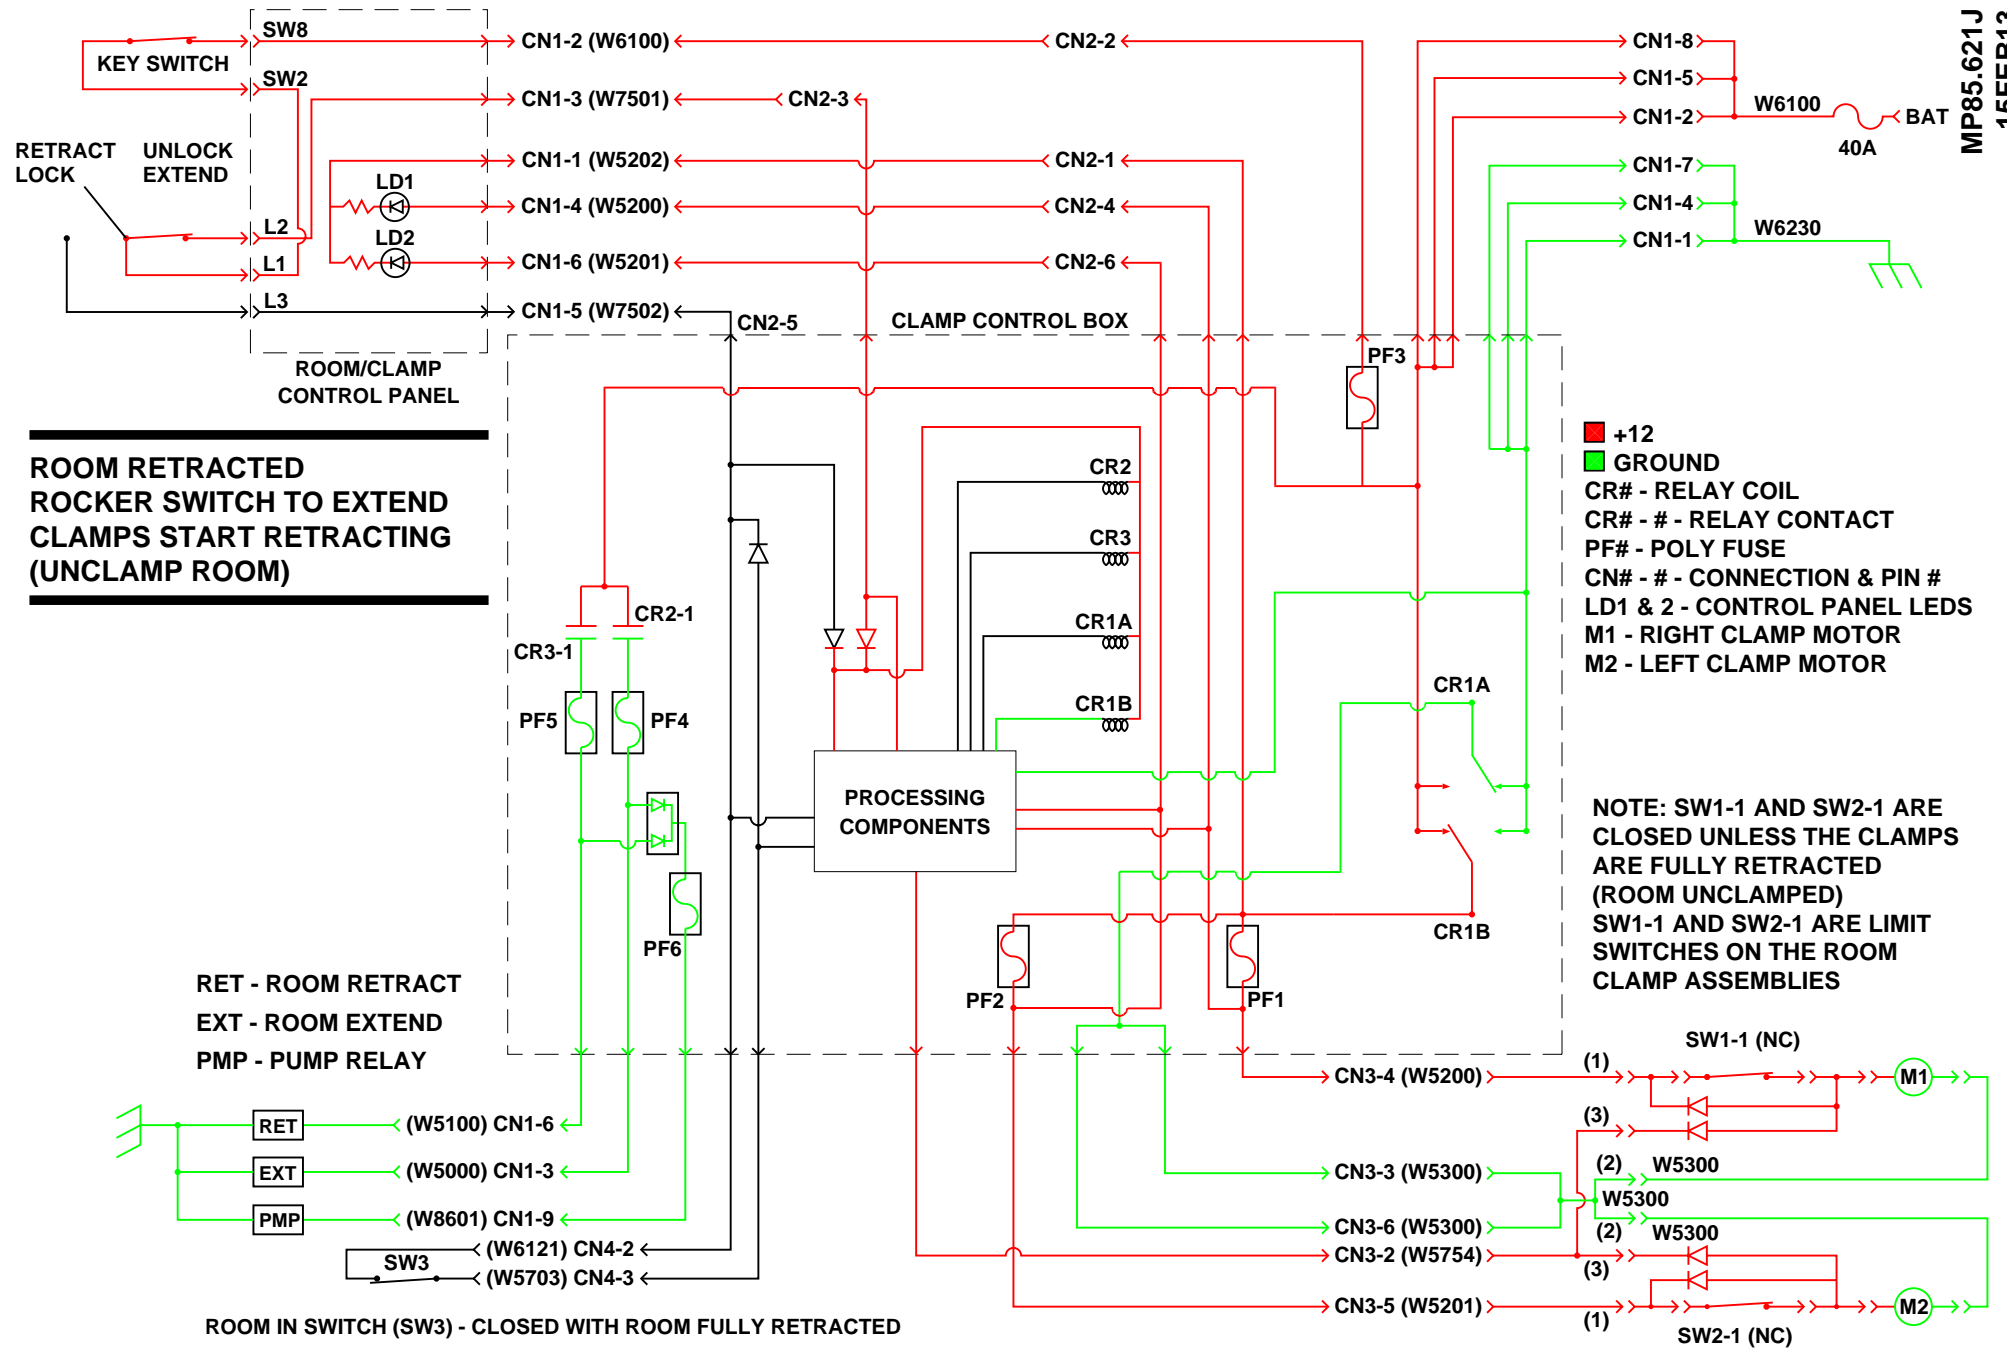 SW8
KEY SWITCH
SW2
RETRACT
LOCK
UNLOCK
EXTEND
LD1
LD2
L2
L1
L3
ROOM/CLAMP
CONTROL PANEL
CN1-2 (W6100)
CN1-3 (W7501)
CN1-1 (W5202)
CN1-4 (W5200)
CN1-6 (W5201)
CN1-5 (W7502)
CN2-2
CN2-3
CN2-1
CN2-4
CN2-6
CN2-5
CLAMP CONTROL BOX
CN1-8
CN1-5
CN1-2
W6100
40A
BAT
CN1-7
CN1-4
CN1-1
W6230
MP85.621J
15FEB13
ROOM RETRACTED
ROCKER SWITCH TO EXTEND
CLAMPS START RETRACTING
(UNCLAMP ROOM)
PF3
CR2
CR3
CR1A
CR1B
CR2-1
CR3-1
PF5
PF4
PF6
PROCESSING
COMPONENTS
CR1A
CR1B
PF2
PF1
+12
GROUND
CR# - RELAY COIL
CR# - # - RELAY CONTACT
PF# - POLY FUSE
CN# - # - CONNECTION & PIN #
LD1 & 2 - CONTROL PANEL LEDS
M1 - RIGHT CLAMP MOTOR
M2 - LEFT CLAMP MOTOR
NOTE: SW1-1 AND SW2-1 ARE
CLOSED UNLESS THE CLAMPS
ARE FULLY RETRACTED
(ROOM UNCLAMPED)
SW1-1 AND SW2-1 ARE LIMIT
SWITCHES ON THE ROOM
CLAMP ASSEMBLIES
RET - ROOM RETRACT
EXT - ROOM EXTEND
PMP - PUMP RELAY
RET
(W5100) CN1-6
EXT
(W5000) CN1-3
PMP
(W8601) CN1-9
(W6121) CN4-2
SW3
(W5703) CN4-3
ROOM IN SWITCH (SW3) - CLOSED WITH ROOM FULLY RETRACTED
CN3-4 (W5200)
CN3-3 (W5300)
CN3-6 (W5300)
CN3-2 (W5754)
CN3-5 (W5201)
SW1-1 (NC)
(1)
M1
(3)
(2)
W5300
W5300
(2)
W5300
(3)
(1)
M2
SW2-1 (NC)